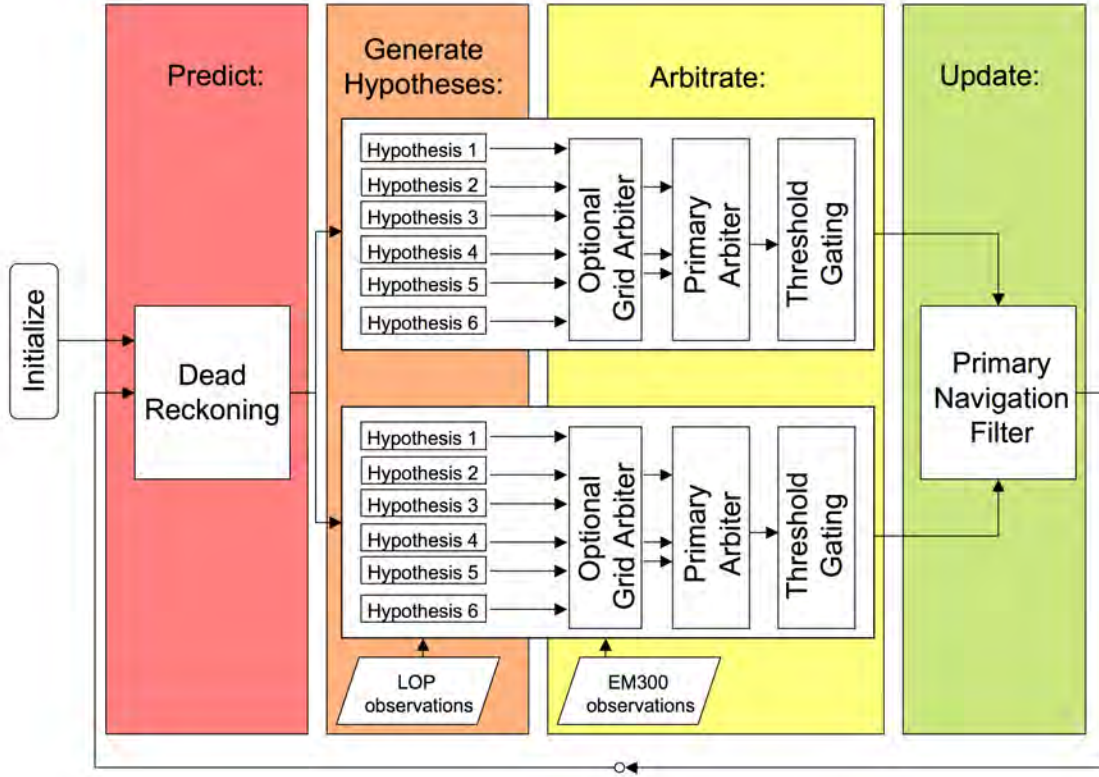 Predict:
Generate
Hypotheses:
Arbitrate:
Update:
Initialize
Dead
Reckoning
Hypothesis 1
Hypothesis 2
Hypothesis 3
Hypothesis 4
Hypothesis 5
Hypothesis 6
Optional
Grid Arbiter
Primary
Arbiter
Threshold
Gating
Hypothesis 1
Hypothesis 2
Hypothesis 3
Hypothesis 4
Hypothesis 5
Hypothesis 6
Optional
Grid Arbiter
Primary
Arbiter
Threshold
Gating
LOP
observations
EM300
observations
Primary
Navigation
Filter